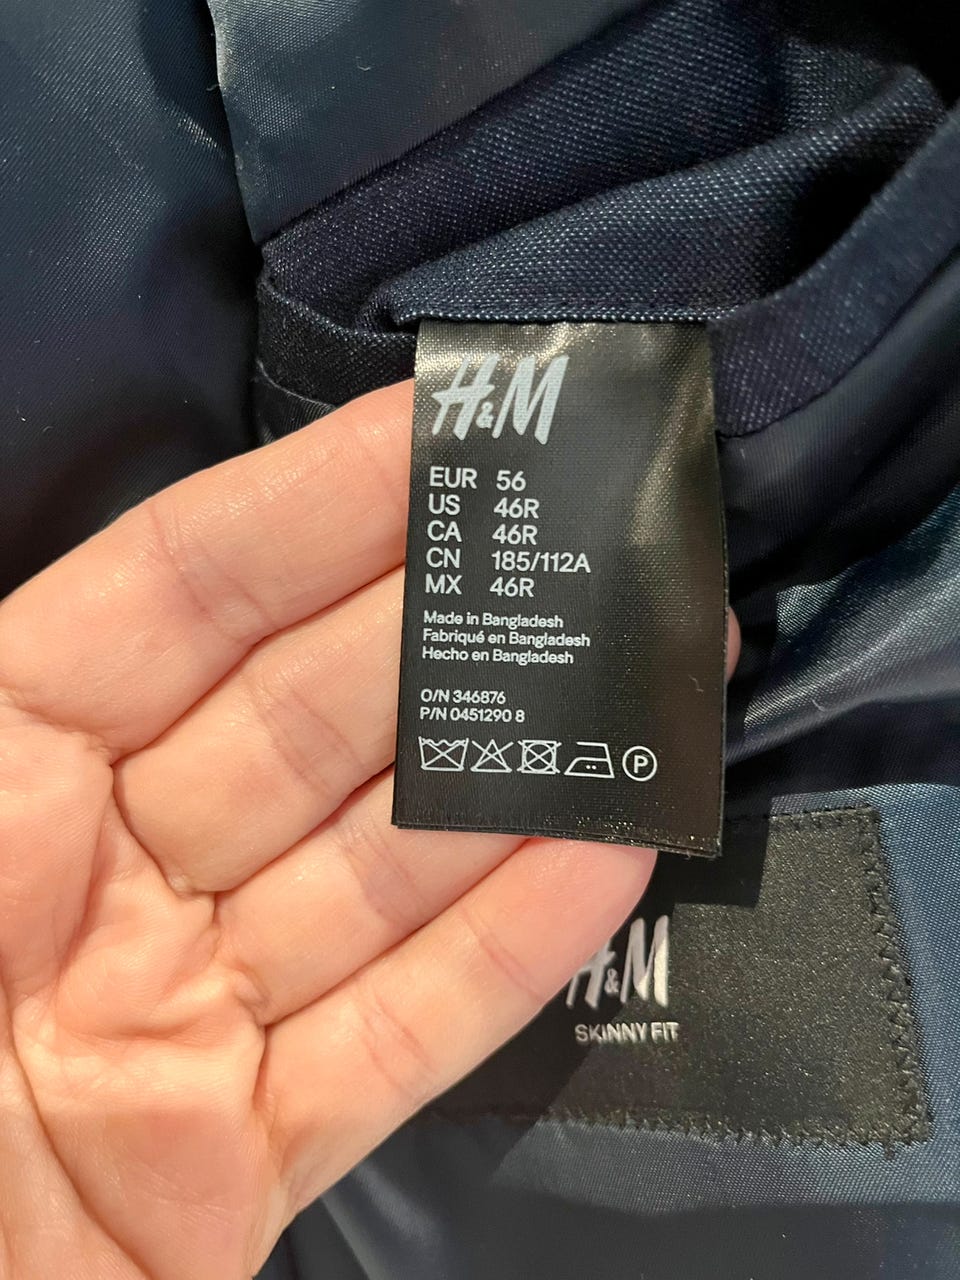 H&M
EUR 56
US 46R
CA 46R
CN 185/112A
MX 46R
Made in Bangladesh
Fabriqué en Bangladesh
Hecho en Bangladesh
O/N 346876
P/N 0451290 8
P
H&M
SKINNY FIT